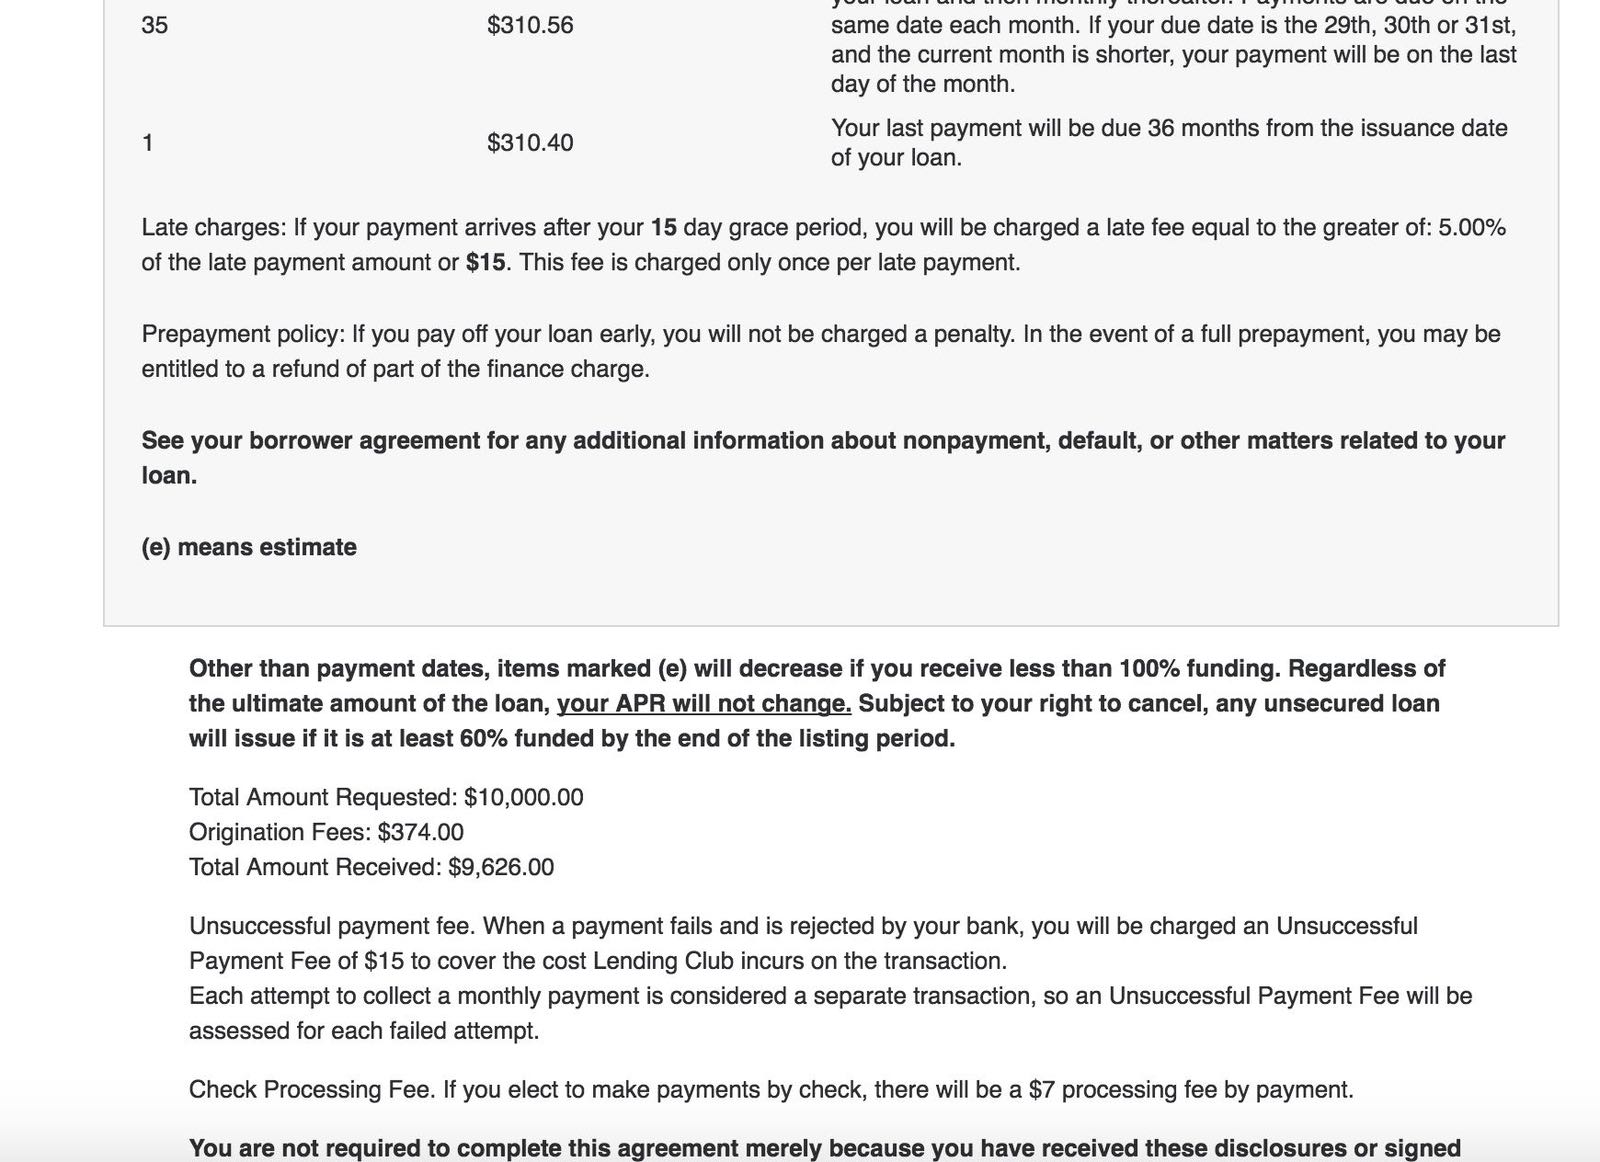 your loan and then monthly thereafter. Payments are due on the
35 $310.56 same date each month. If your due date is the 29th, 30th or 31st,
and the current month is shorter, your payment will be on the last
day of the month.
1 $310.40 Your last payment will be due 36 months from the issuance date
of your loan.
Late charges: If your payment arrives after your 15 day grace period, you will be charged a late fee equal to the greater of: 5.00%
of the late payment amount or $15. This fee is charged only once per late payment.
Prepayment policy: If you pay off your loan early, you will not be charged a penalty. In the event of a full prepayment, you may be
entitled to a refund of part of the finance charge.
See your borrower agreement for any additional information about nonpayment, default, or other matters related to your
loan.
(e) means estimate
Other than payment dates, items marked (e) will decrease if you receive less than 100% funding. Regardless of
the ultimate amount of the loan, your APR will not change. Subject to your right to cancel, any unsecured loan
will issue if it is at least 60% funded by the end of the listing period.
Total Amount Requested: $10,000.00
Origination Fees: $374.00
Total Amount Received: $9,626.00
Unsuccessful payment fee. When a payment fails and is rejected by your bank, you will be charged an Unsuccessful
Payment Fee of $15 to cover the cost Lending Club incurs on the transaction.
Each attempt to collect a monthly payment is considered a separate transaction, so an Unsuccessful Payment Fee will be
assessed for each failed attempt.
Check Processing Fee. If you elect to make payments by check, there will be a $7 processing fee by payment.
You are not required to complete this agreement merely because you have received these disclosures or signed